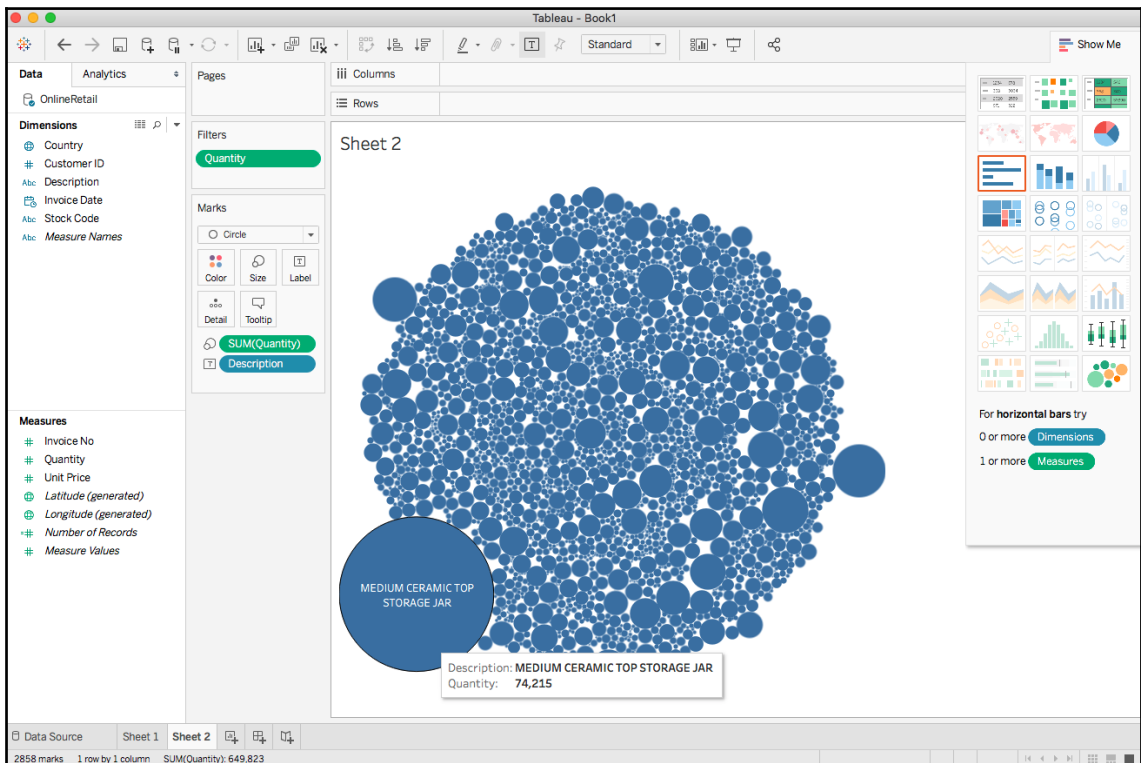 Tableau - Book1
Standard
Show Me
Data Analytics
OnlineRetail
Dimensions
Country
# Customer ID
Abc Description
Invoice Date
Abc Stock Code
Abc Measure Names
Measures
# Invoice No
# Quantity
# Unit Price
Latitude (generated)
Longitude (generated)
=# Number of Records
# Measure Values
Pages
Filters
Quantity
Marks
Circle
Color Size Label
Detail Tooltip
SUM(Quantity)
T Description
iii Columns
Rows
Sheet 2
MEDIUM CERAMIC TOP
STORAGE JAR
Description: MEDIUM CERAMIC TOP STORAGE JAR
Quantity: 74,215
For horizontal bars try
0 or more Dimensions
1 or more Measures
Data Source Sheet 1 Sheet 2
2858 marks 1 row by 1 column SUM(Quantity): 649,823